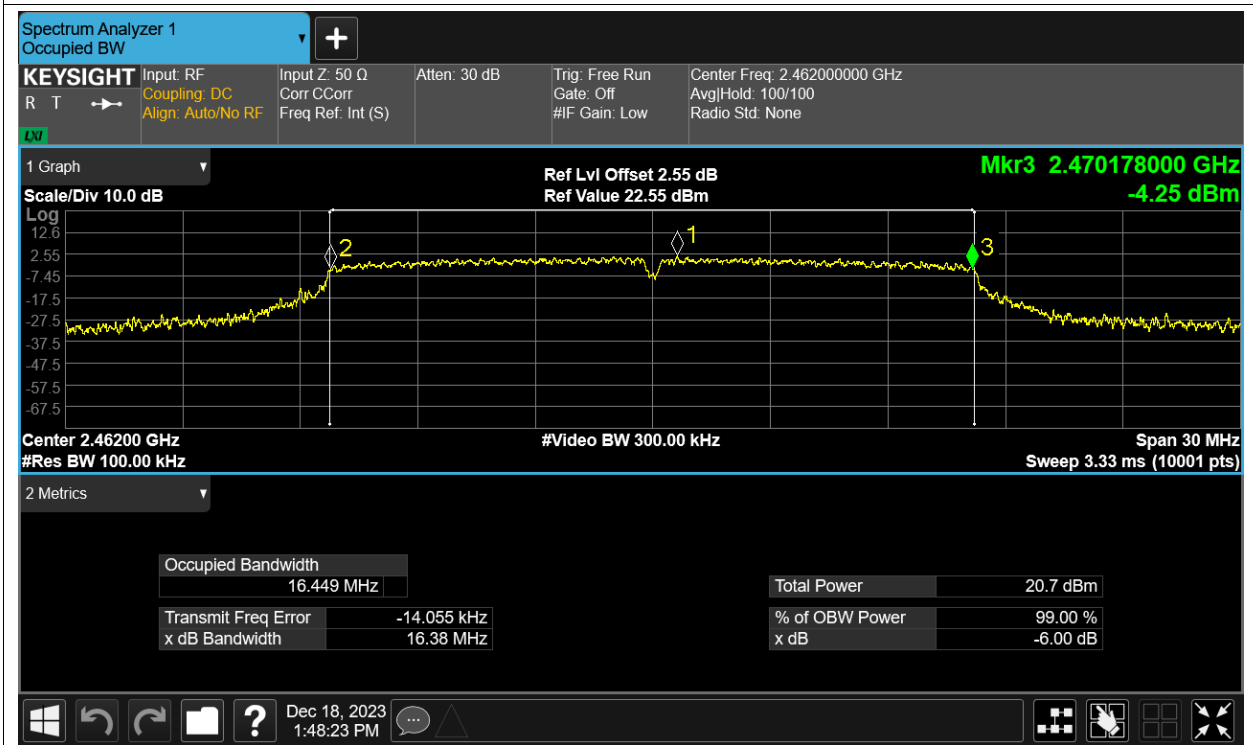 Spectrum Analyzer 1
Occupied BW
+
KEYSIGHT
R T
LXI
Input: RF
Coupling: DC
Align: Auto/No RF
Input Z: 50 Ω
Corr CCorr
Freq Ref: Int (S)
Atten: 30 dB
Trig: Free Run
Gate: Off
#IF Gain: Low
Center Freq: 2.462000000 GHz
Avg|Hold: 100/100
Radio Std: None
1 Graph
Scale/Div 10.0 dB
Ref Lvl Offset 2.55 dB
Ref Value 22.55 dBm
Mkr3 2.470178000 GHz
-4.25 dBm
Log
12.6
2.55
-7.45
-17.5
-27.5
-37.5
-47.5
-57.5
-67.5
2
1
3
Center 2.46200 GHz
#Video BW 300.00 kHz
Span 30 MHz
#Res BW 100.00 kHz
Sweep 3.33 ms (10001 pts)
2 Metrics
Occupied Bandwidth
16.449 MHz
Transmit Freq Error -14.055 kHz
x dB Bandwidth 16.38 MHz
Total Power 20.7 dBm
% of OBW Power 99.00 %
x dB -6.00 dB
?
Dec 18, 2023
1:48:23 PM